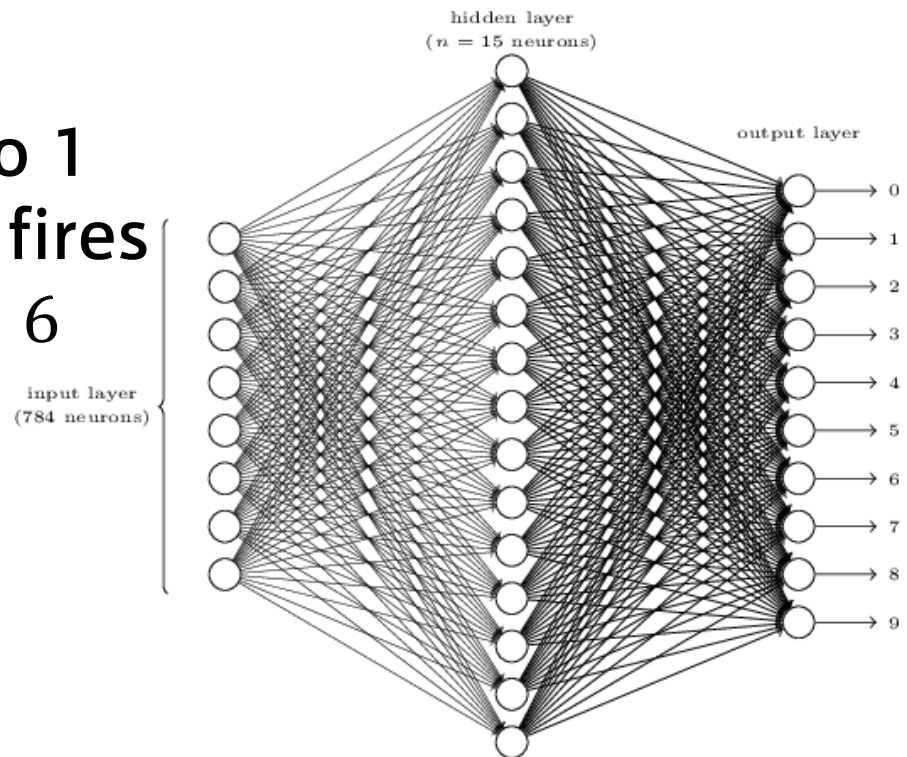 hidden layer
(n = 15 neurons)
o 1
fires
6
output layer
input layer
(784 neurons)
0
1
2
3
4
5
6
7
8
9